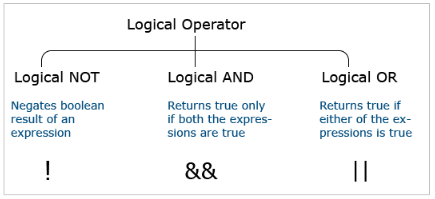 Logical Operator
Logical NOT
Negates boolean
result of an
expression
!
Logical AND
Returns true only
if both the expres-
sions are true
&&
Logical OR
Returns true if
either of the ex-
pressions is true
||